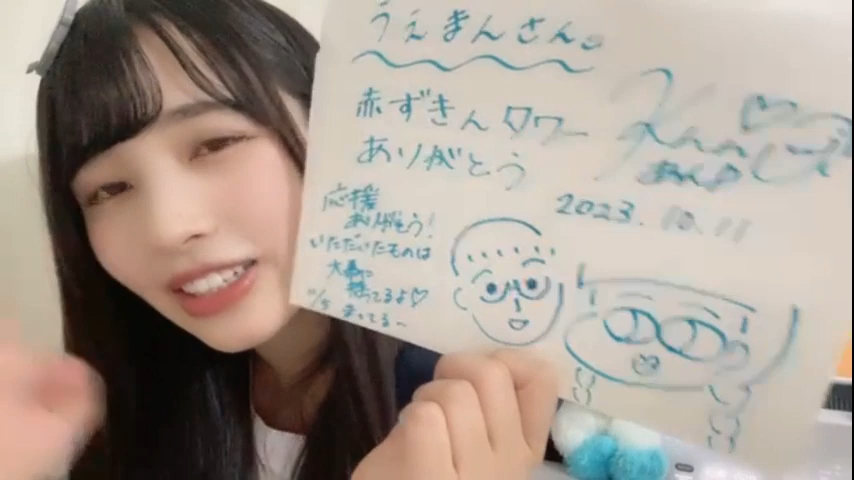 うえまんさん。
赤ずきんタワー
ありがとう
2023.10.11
応援
ありがとう!
いただいたものは
大事に
使ってるよ♡
11/5 まってる〜